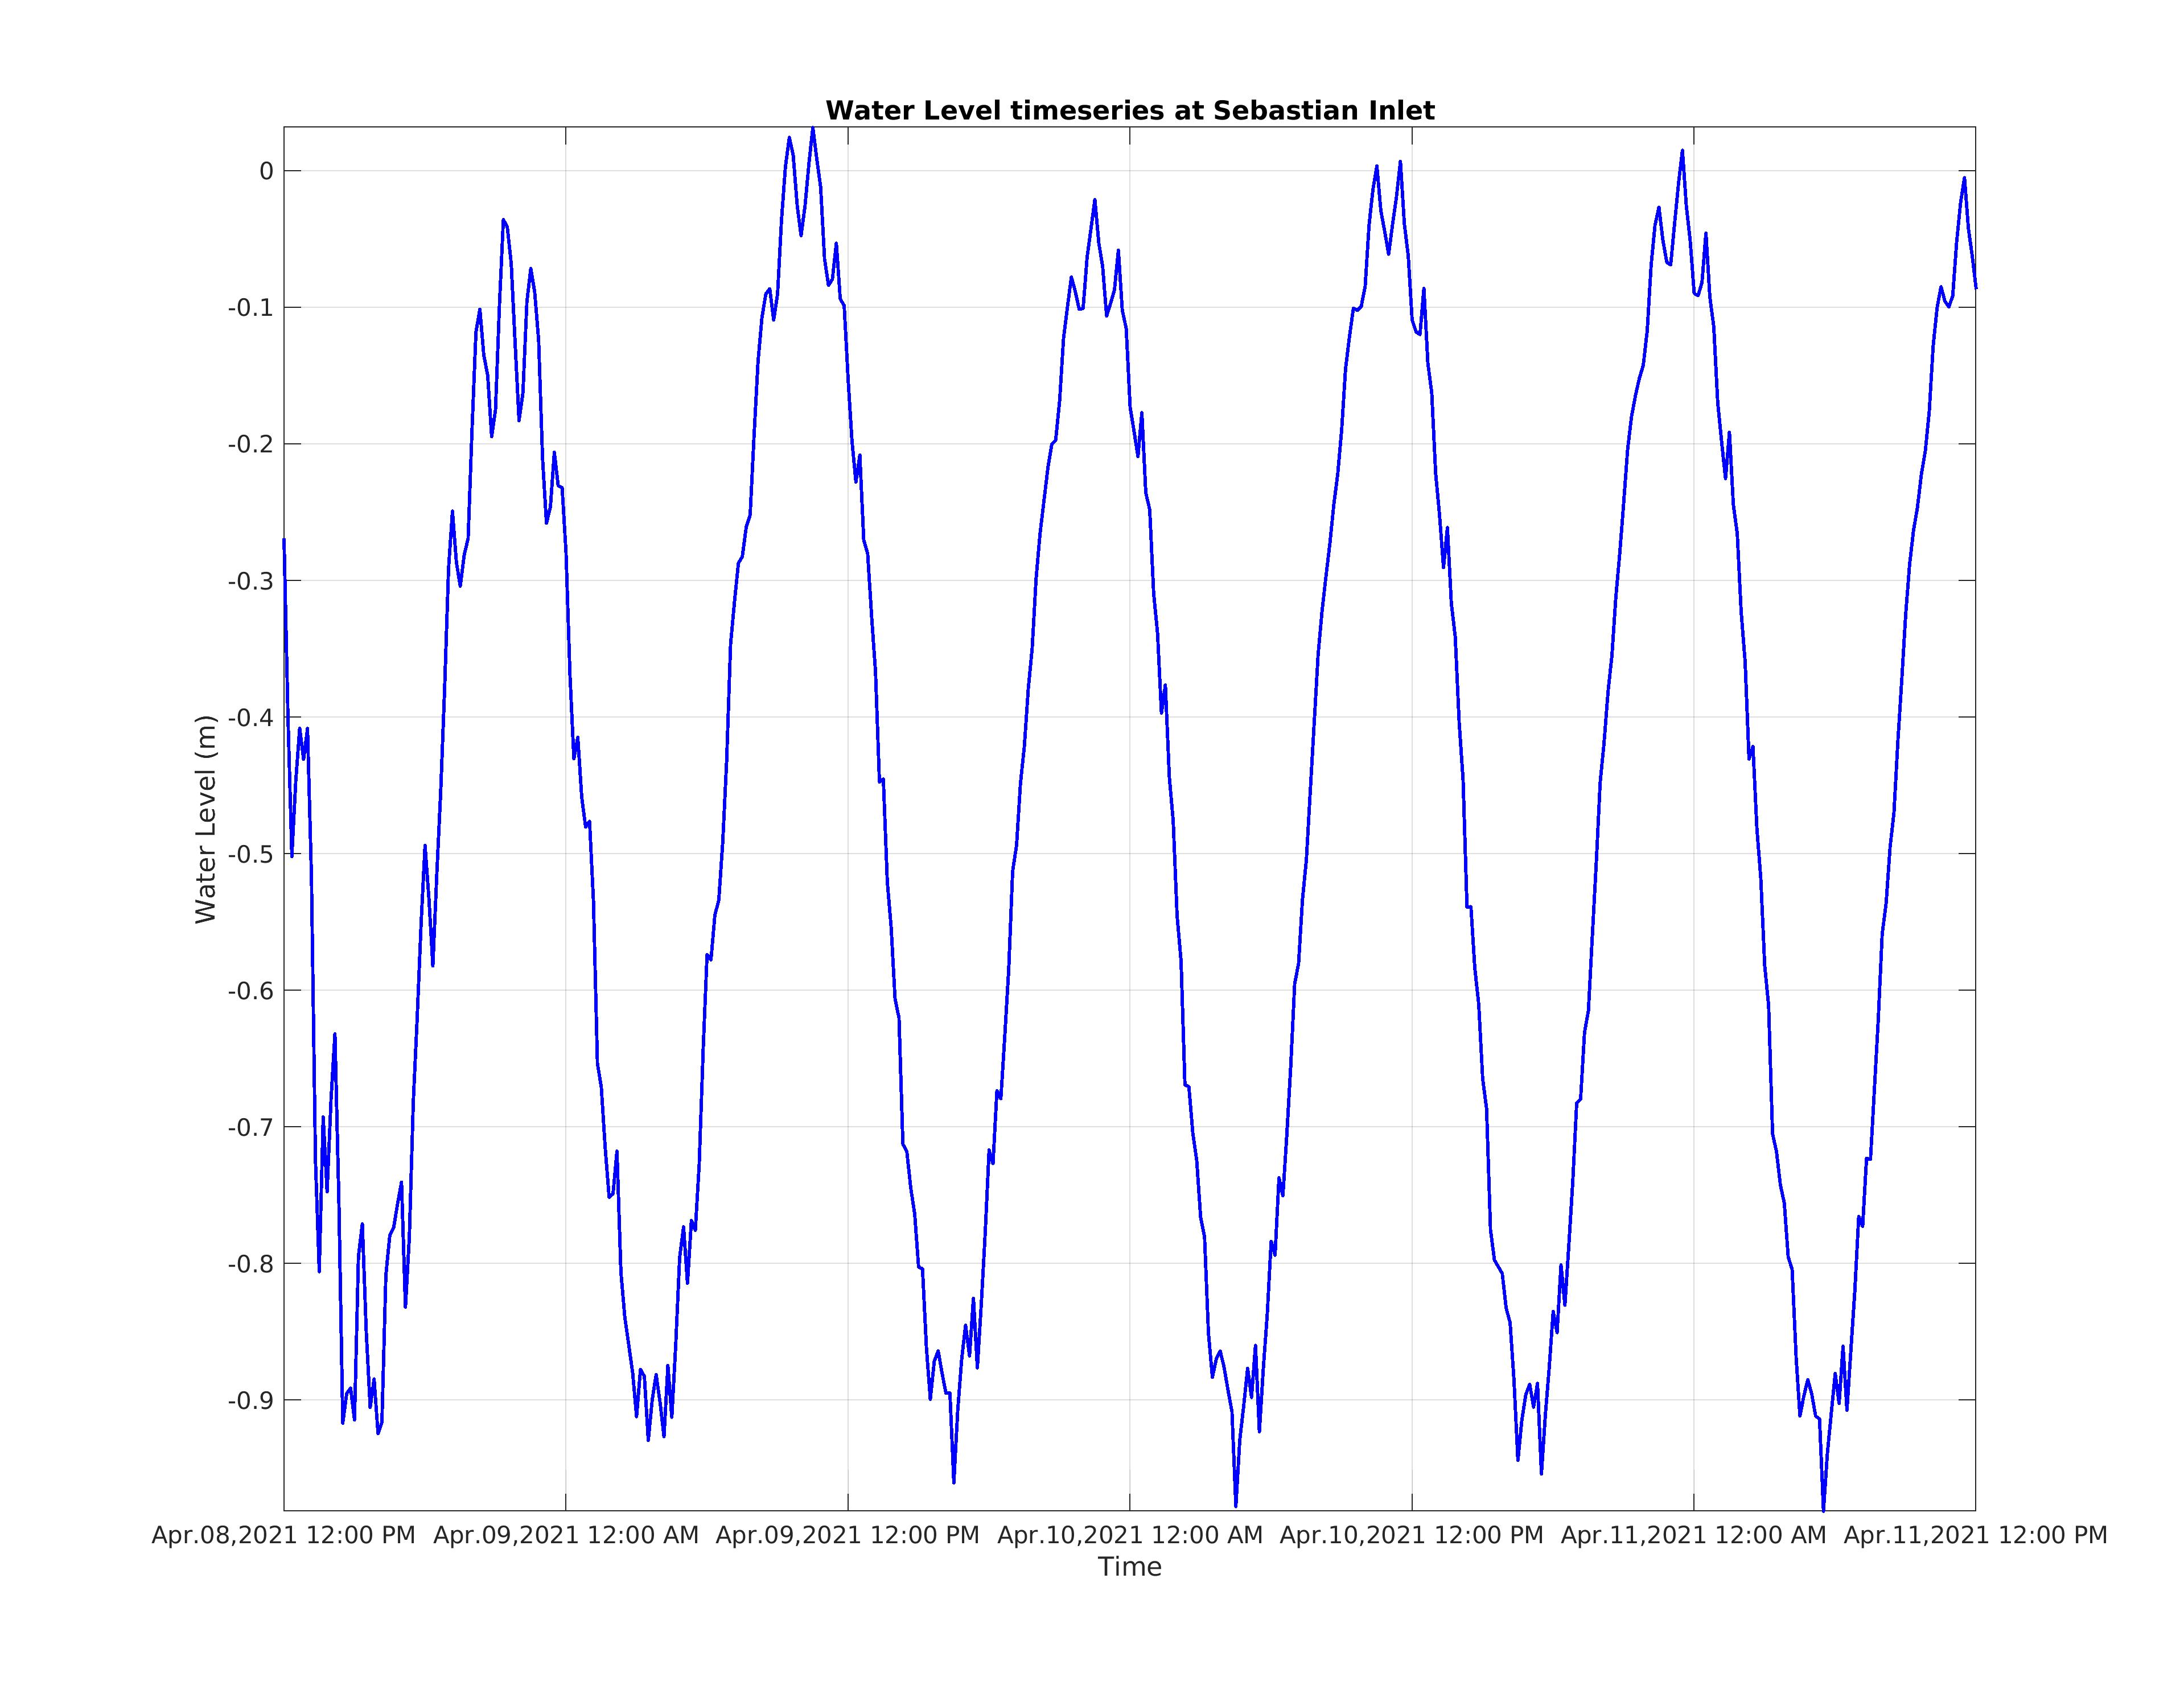 Water Level timeseries at Sebastian Inlet
0
-0.1
-0.2
-0.3
-0.4
-0.5
-0.6
-0.7
-0.8
-0.9
Water Level (m)
Apr.08,2021 12:00 PM Apr.09,2021 12:00 AM Apr.09,2021 12:00 PM Apr.10,2021 12:00 AM Apr.10,2021 12:00 PM Apr.11,2021 12:00 AM Apr.11,2021 12:00 PM
Time